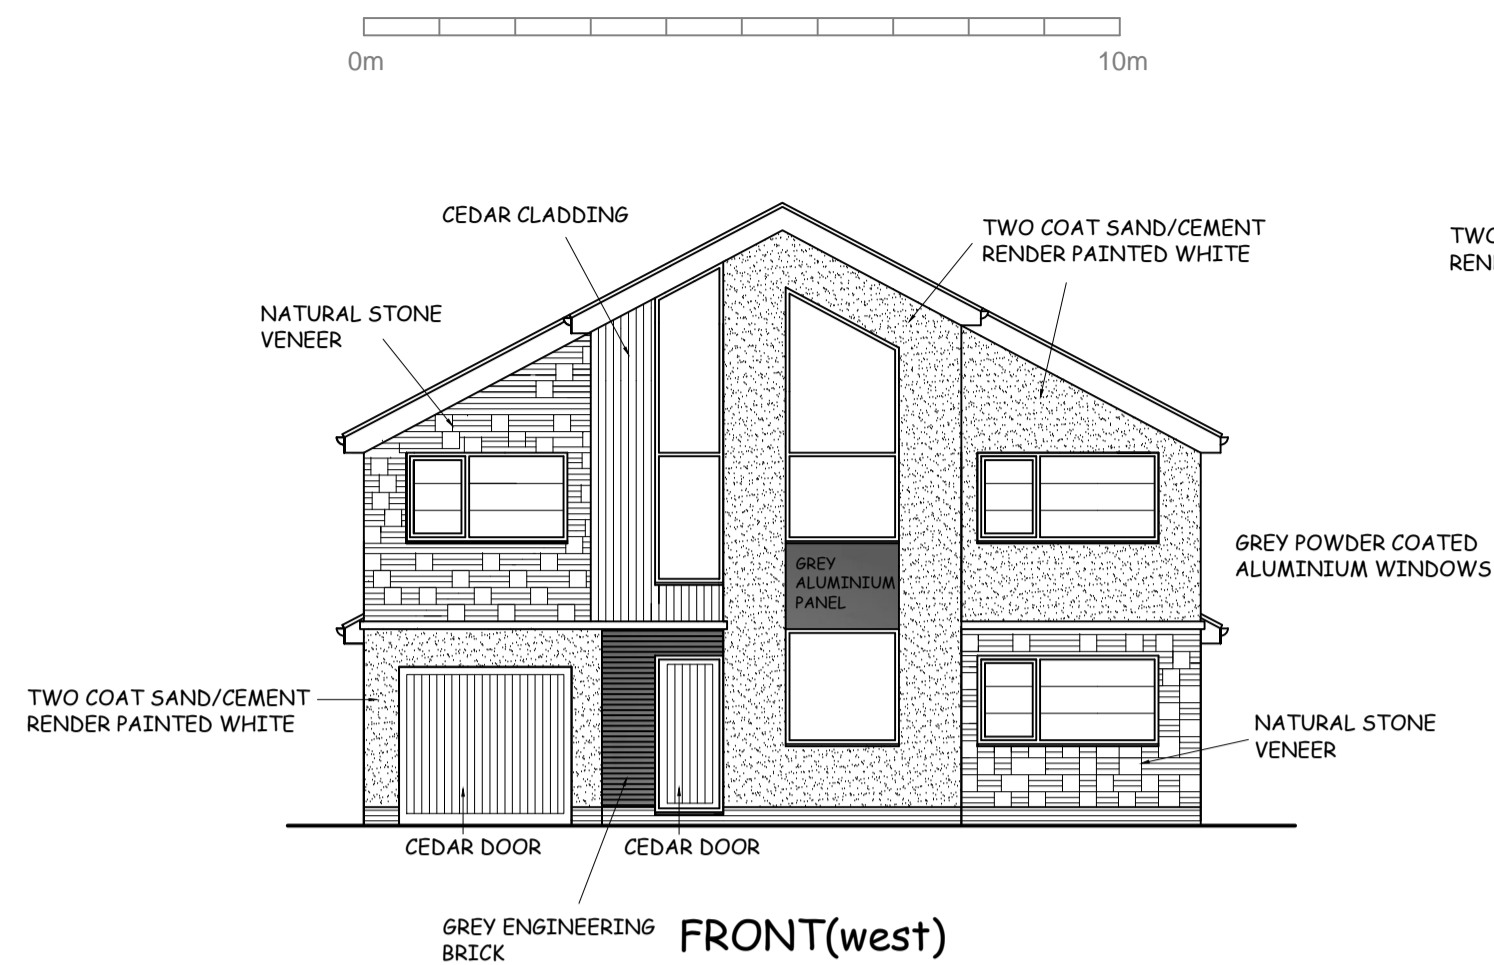 0m
10m
CEDAR CLADDING
TWO COAT SAND/CEMENT
RENDER PAINTED WHITE
NATURAL STONE
VENEER
GREY POWDER COATED
ALUMINIUM WINDOWS
GREY
ALUMINIUM
PANEL
TWO COAT SAND/CEMENT
RENDER PAINTED WHITE
NATURAL STONE
VENEER
CEDAR DOOR
CEDAR DOOR
GREY ENGINEERING
BRICK
FRONT(west)